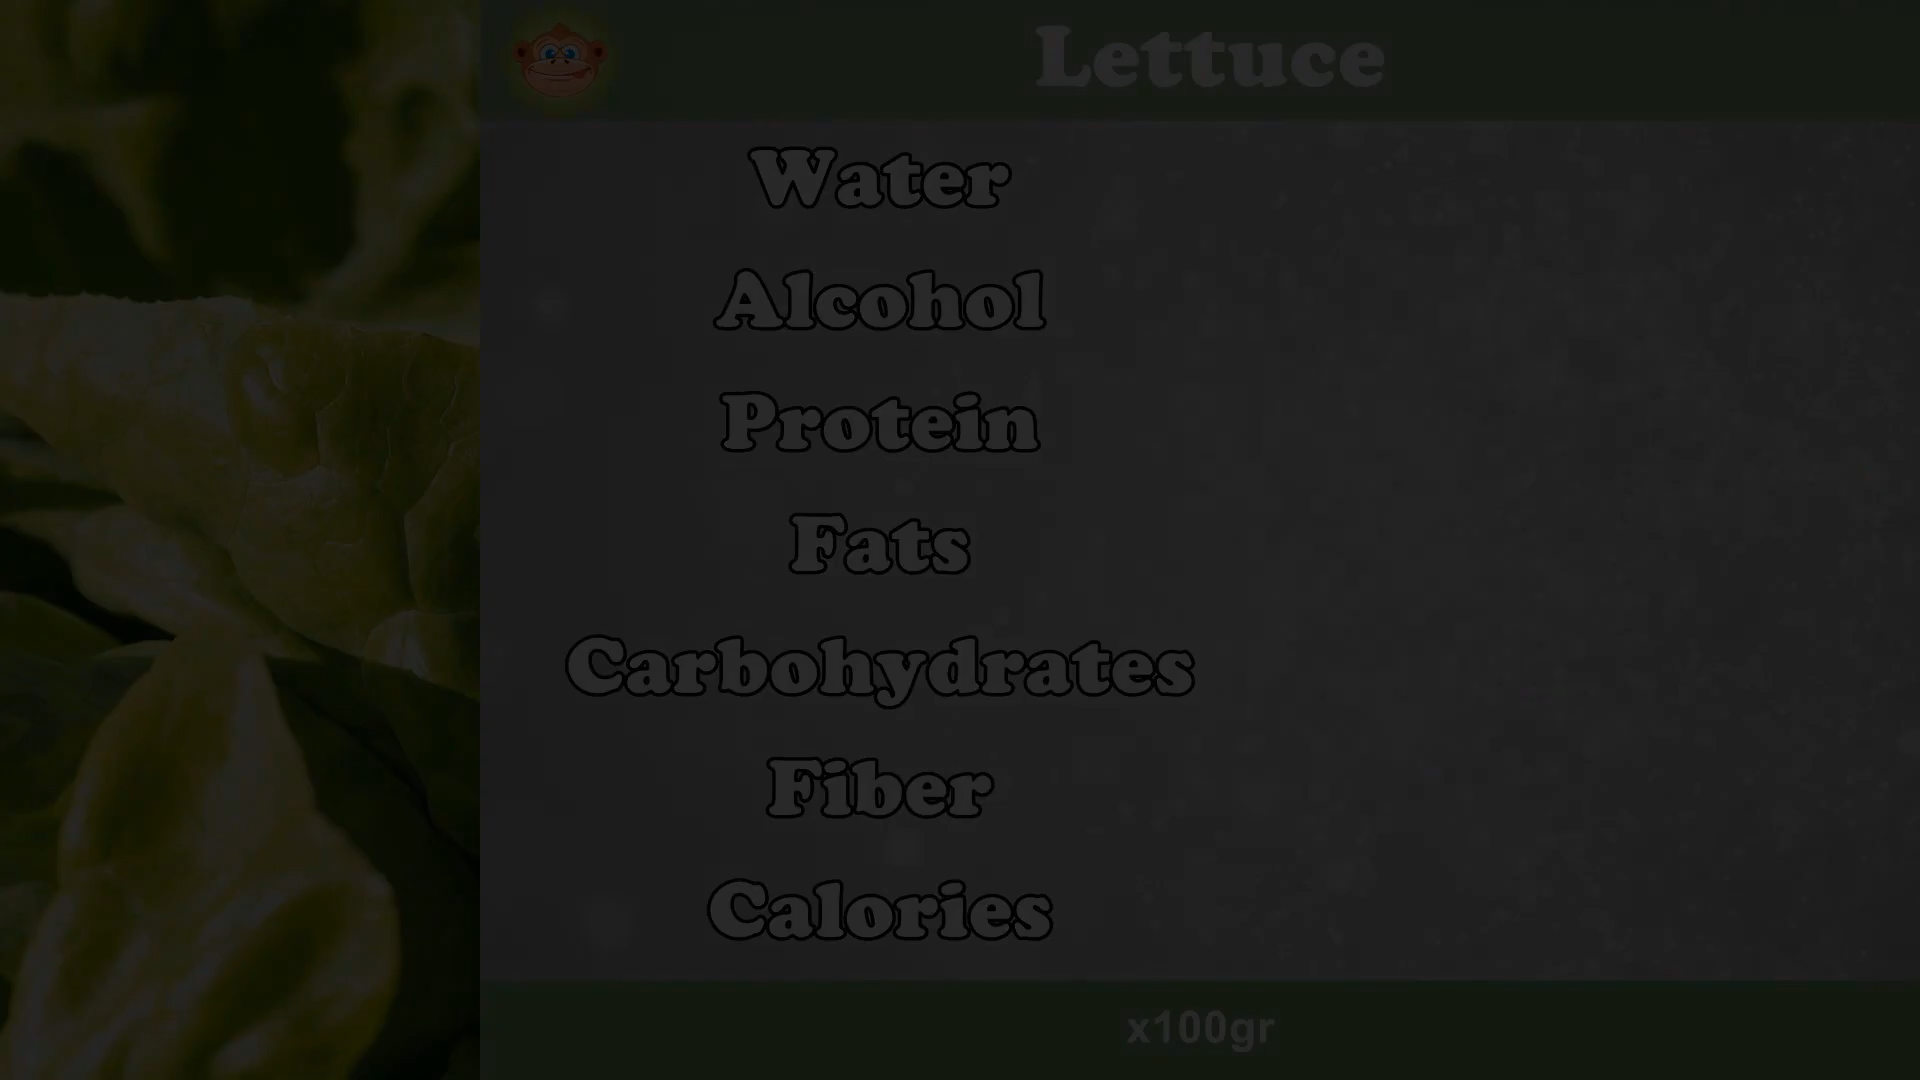 Lettuce
Water
Alcohol
Protein
Fats
Carbohydrates
Fiber
Calories
x100gr